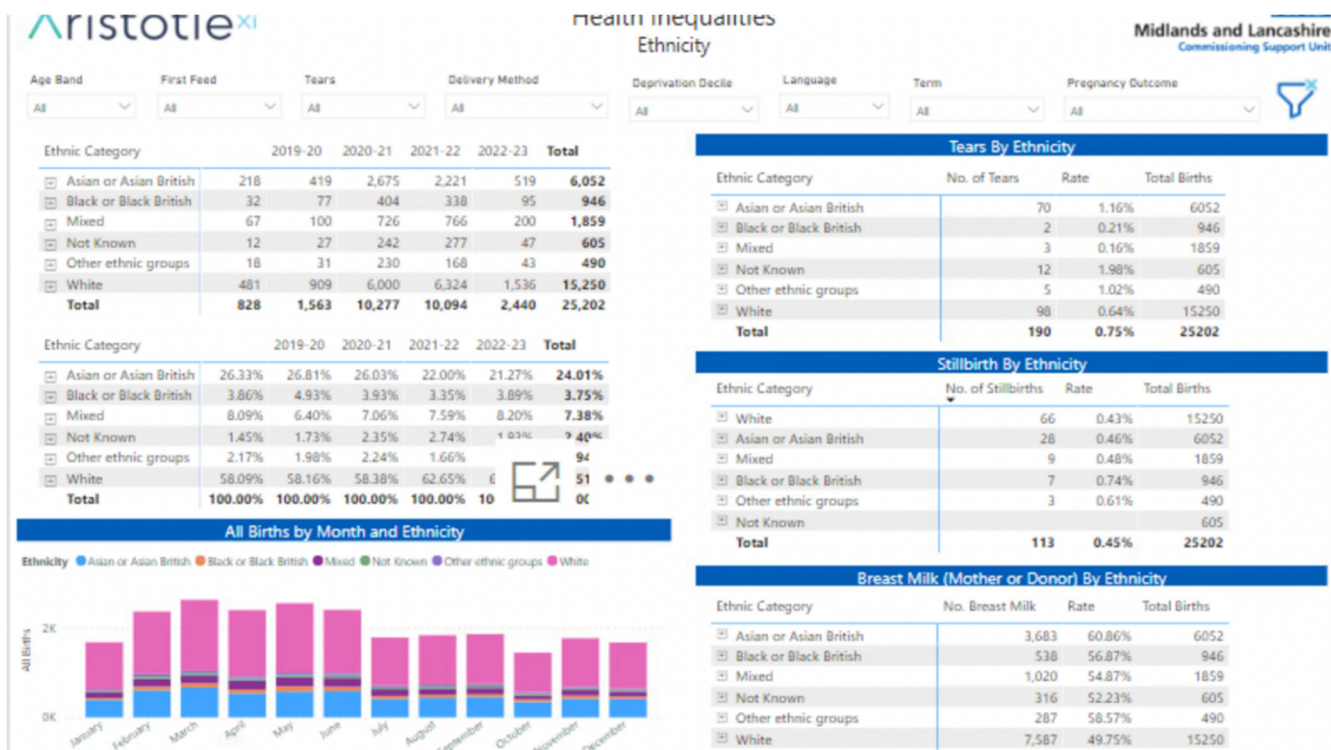 Aristotle xi
Health Inequalities
Ethnicity
Midlands and Lancashire
Commissioning Support Unit
Age Band First Feed Tears Delivery Method Deprivation Decile Language Term Pregnancy Outcome
All All All All All All All All
Ethnic Category 2019-20 2020-21 2021-22 2022-23 Total
Asian or Asian British 218 419 2,675 2,221 519 6,052
Black or Black British 32 77 404 338 95 946
Mixed 67 100 726 766 200 1,859
Not Known 12 27 242 277 47 605
Other ethnic groups 18 31 230 168 43 490
White 481 909 6,000 6,324 1,536 15,250
Total 828 1,563 10,277 10,094 2,440 25,202
Ethnic Category 2019-20 2020-21 2021-22 2022-23 Total
Asian or Asian British 26.33% 26.81% 26.03% 22.00% 21.27% 24.01%
Black or Black British 3.86% 4.93% 3.93% 3.35% 3.89% 3.75%
Mixed 8.09% 6.40% 7.06% 7.59% 8.20% 7.38%
Not Known 1.45% 1.73% 2.35% 2.74% 1.93% 2.40%
Other ethnic groups 2.17% 1.98% 2.24% 1.66% 94
White 58.09% 58.16% 58.38% 62.65% 6 51
Total 100.00% 100.00% 100.00% 100.00% 10 00
All Births by Month and Ethnicity
Ethnicity Asian or Asian British Black or Black British Mixed Not Known Other ethnic groups White
All Births
2K
0K
January February March April May June July August September October November December
Tears By Ethnicity
Ethnic Category No. of Tears Rate Total Births
Asian or Asian British 70 1.16% 6052
Black or Black British 2 0.21% 946
Mixed 3 0.16% 1859
Not Known 12 1.98% 605
Other ethnic groups 5 1.02% 490
White 98 0.64% 15250
Total 190 0.75% 25202
Stillbirth By Ethnicity
Ethnic Category No. of Stillbirths Rate Total Births
White 66 0.43% 15250
Asian or Asian British 28 0.46% 6052
Mixed 9 0.48% 1859
Black or Black British 7 0.74% 946
Other ethnic groups 3 0.61% 490
Not Known 605
Total 113 0.45% 25202
Breast Milk (Mother or Donor) By Ethnicity
Ethnic Category No. Breast Milk Rate Total Births
Asian or Asian British 3,683 60.86% 6052
Black or Black British 538 56.87% 946
Mixed 1,020 54.87% 1859
Not Known 316 52.23% 605
Other ethnic groups 287 58.57% 490
White 7,587 49.75% 15250